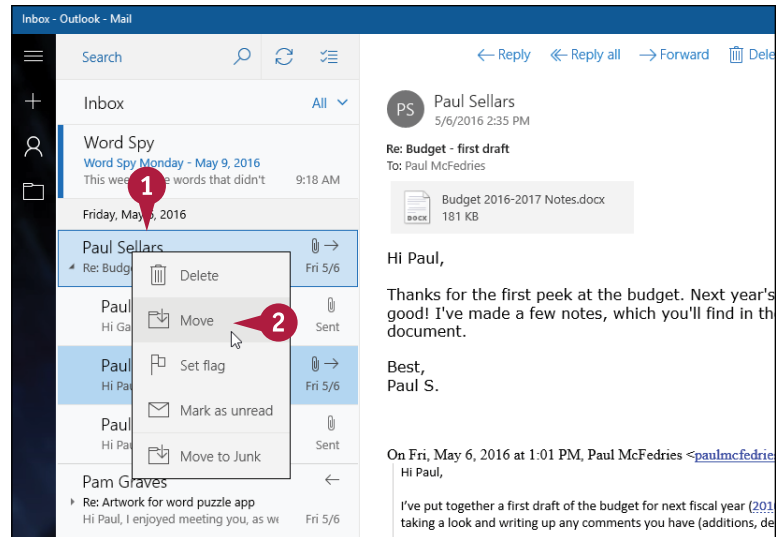 Inbox - Outlook - Mail
Search
Inbox All
Word Spy
Word Spy Monday - May 9, 2016
This wee words that didn't 9:18 AM
1
Friday, May 2016
Paul Sellars
Re: Budg Fri 5/6
Paul
Hi Ga Sent
Paul
Hi Pau Fri 5/6
Paul
Hi Pau Sent
Delete
Move
2
Set flag
Mark as unread
Move to Junk
Pam Graves
Re: Artwork for word puzzle app
Hi Paul, I enjoyed meeting you, as we Fri 5/6
Reply Reply all Forward Dele
PS
Paul Sellars
5/6/2016 2:35 PM
Re: Budget - first draft
To: Paul McFedries
DOCX
Budget 2016-2017 Notes.docx
181 KB
Hi Paul,
Thanks for the first peek at the budget. Next year's
good! I've made a few notes, which you'll find in th
document.
Best,
Paul S.
On Fri, May 6, 2016 at 1:01 PM, Paul McFedries <paulmcfedries
Hi Paul,
I've put together a first draft of the budget for next fiscal year (201
taking a look and writing up any comments you have (additions, de